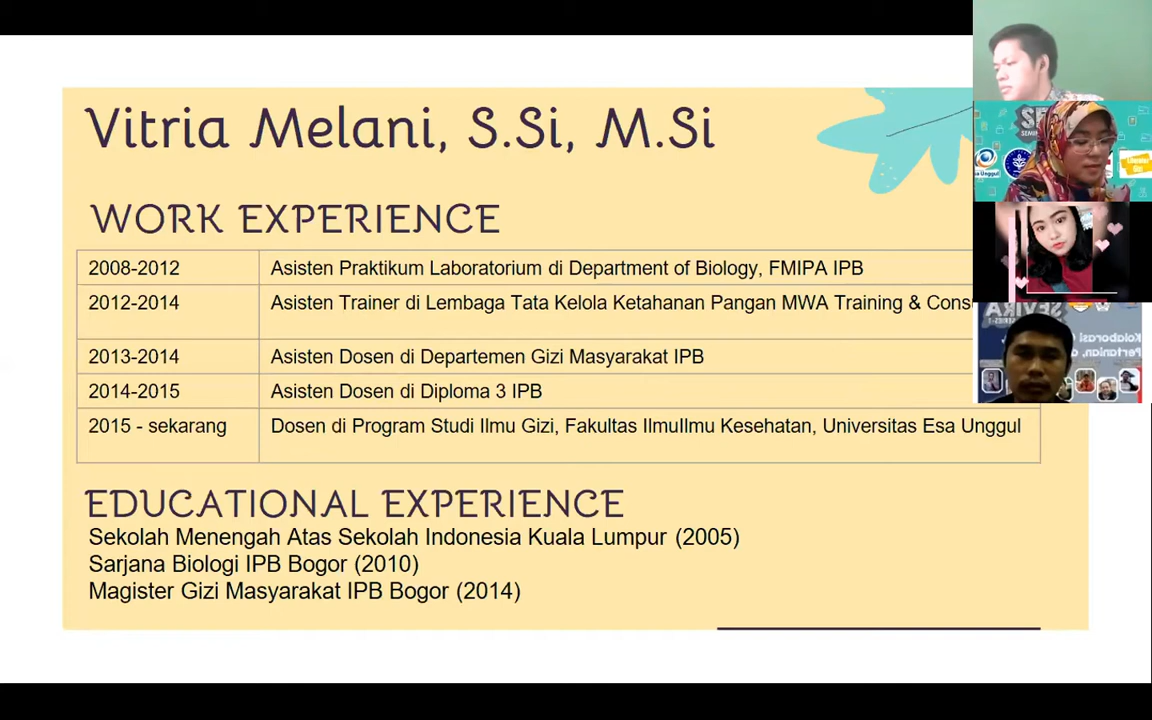 Vitria Melani, S.Si, M.Si
WORK EXPERIENCE
2008-2012 Asisten Praktikum Laboratorium di Department of Biology, FMIPA IPB
2012-2014 Asisten Trainer di Lembaga Tata Kelola Ketahanan Pangan MWA Training & Cons
2013-2014 Asisten Dosen di Departemen Gizi Masyarakat IPB
2014-2015 Asisten Dosen di Diploma 3 IPB
2015 - sekarang Dosen di Program Studi Ilmu Gizi, Fakultas IlmuIlmu Kesehatan, Universitas Esa Unggul
EDUCATIONAL EXPERIENCE
Sekolah Menengah Atas Sekolah Indonesia Kuala Lumpur (2005)
Sarjana Biologi IPB Bogor (2010)
Magister Gizi Masyarakat IPB Bogor (2014)
SEVIRA
Kolaborasi
Pertanian,